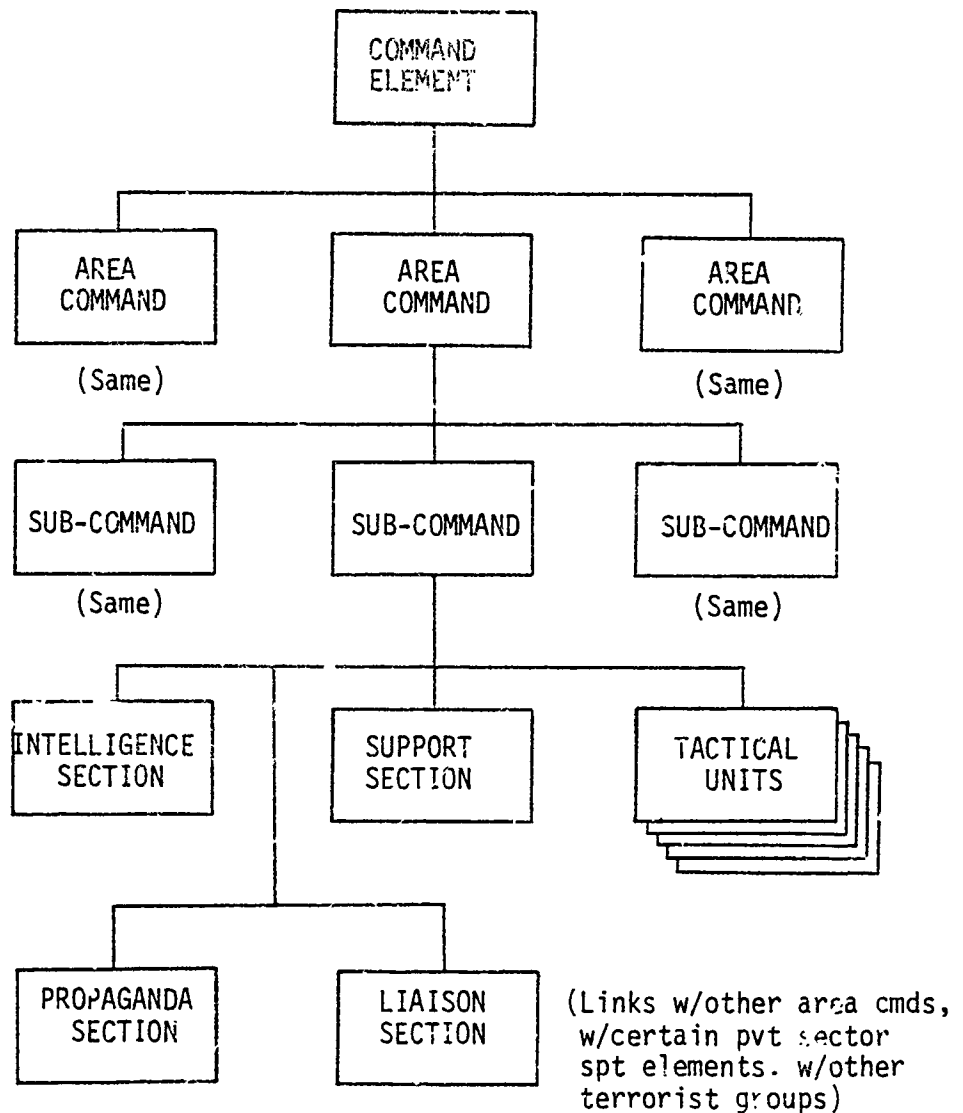 COMMAND
ELEMENT
AREA
COMMAND
AREA
COMMAND
AREA
COMMAND
(Same)
(Same)
SUB-COMMAND
SUB-COMMAND
SUB-COMMAND
(Same)
(Same)
INTELLIGENCE
SECTION
SUPPORT
SECTION
TACTICAL
UNITS
PROPAGANDA
SECTION
LIAISON
SECTION
(Links w/other area cmds,
w/certain pvt sector
spt elements. w/other
terrorist groups)